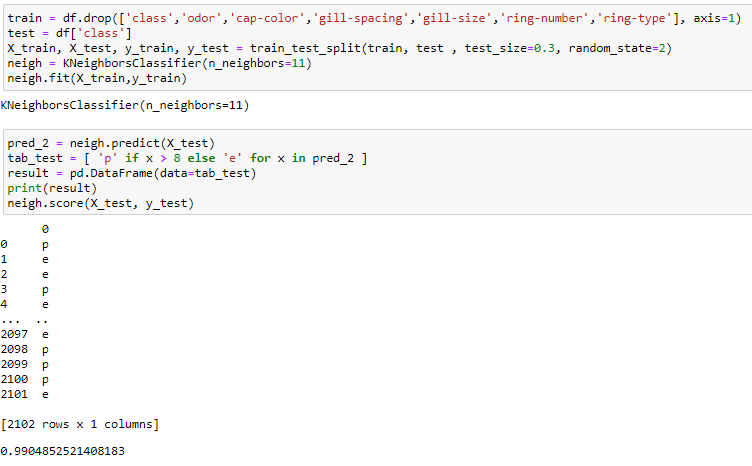 train = df.drop(['class','odor','cap-color','gill-spacing','gill-size','ring-number','ring-type'], axis=1)
test = df['class']
X_train, X_test, y_train, y_test = train_test_split(train, test , test_size=0.3, random_state=2)
neigh = KNeighborsClassifier(n_neighbors=11)
neigh.fit(X_train,y_train)
KNeighborsClassifier(n_neighbors=11)
pred_2 = neigh.predict(X_test)
tab_test = [ 'p' if x > 8 else 'e' for x in pred_2 ]
result = pd.DataFrame(data=tab_test)
print(result)
neigh.score(X_test, y_test)
0
0 p
1 e
2 e
3 p
4 e
... ..
2097 e
2098 p
2099 p
2100 p
2101 e
[2102 rows x 1 columns]
0.9904852521408183